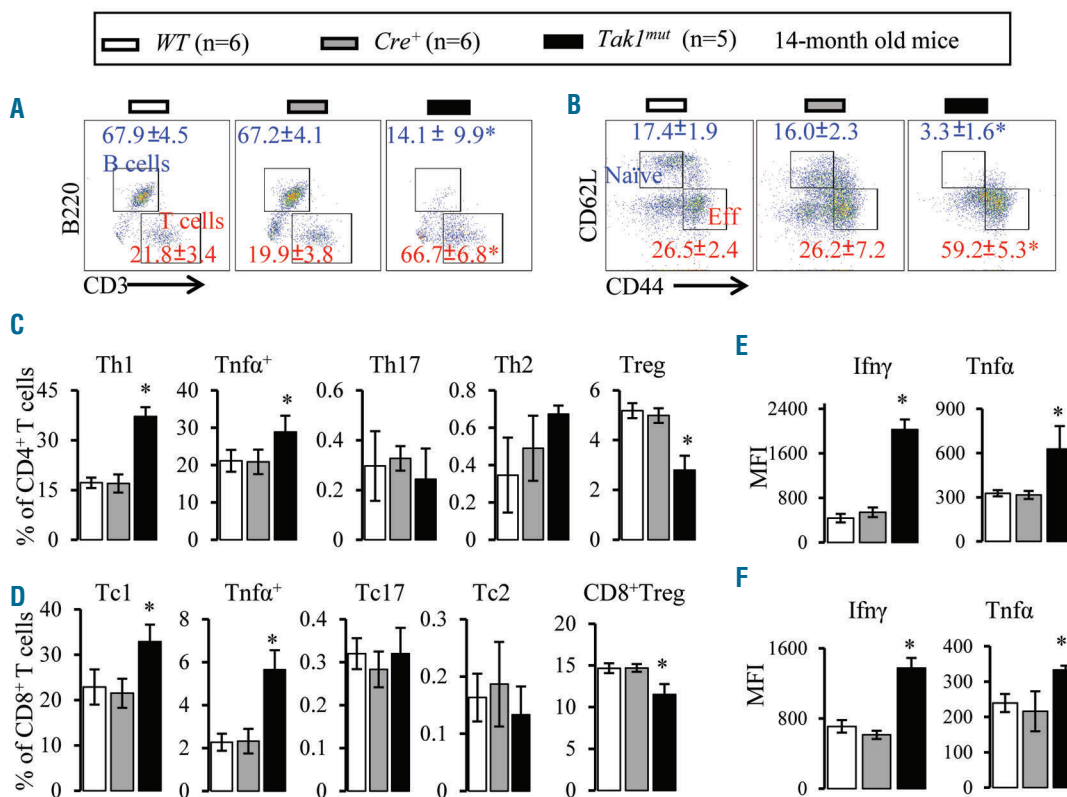 WT (n=6) Cre+ (n=6) Tak1mut (n=5) 14-month old mice
A
67.9±4.5 67.2±4.1 14.1± 9.9*
B cells
T cells
21.8±3.4 19.9±3.8 66.7±6.8*
B220
CD3
B
17.4±1.9 16.0±2.3 3.3±1.6*
Naïve
Eff
26.5±2.4 26.2±7.2 59.2±5.3*
CD62L
CD44
C
Th1 Tnfα+ Th17 Th2 Treg
% of CD4+ T cells
45
30
15
0
*
40
30
20
10
0
*
0.6
0.4
0.2
0
0.8
0.6
0.4
0.2
0
6
5
4
2
0
*
D
Tc1 Tnfα+ Tc17 Tc2 CD8+Treg
% of CD8+ T cells
40
30
20
10
0
*
6
4
2
0
*
0.4
0.3
0.2
0.1
0
0.3
0.2
0.1
0
20
15
10
5
0
*
E
Ifnγ Tnfα
MFI
2400
1600
800
0
*
900
600
300
0
*
F
Ifnγ Tnfα
MFI
1600
800
0
*
400
300
200
100
0
*